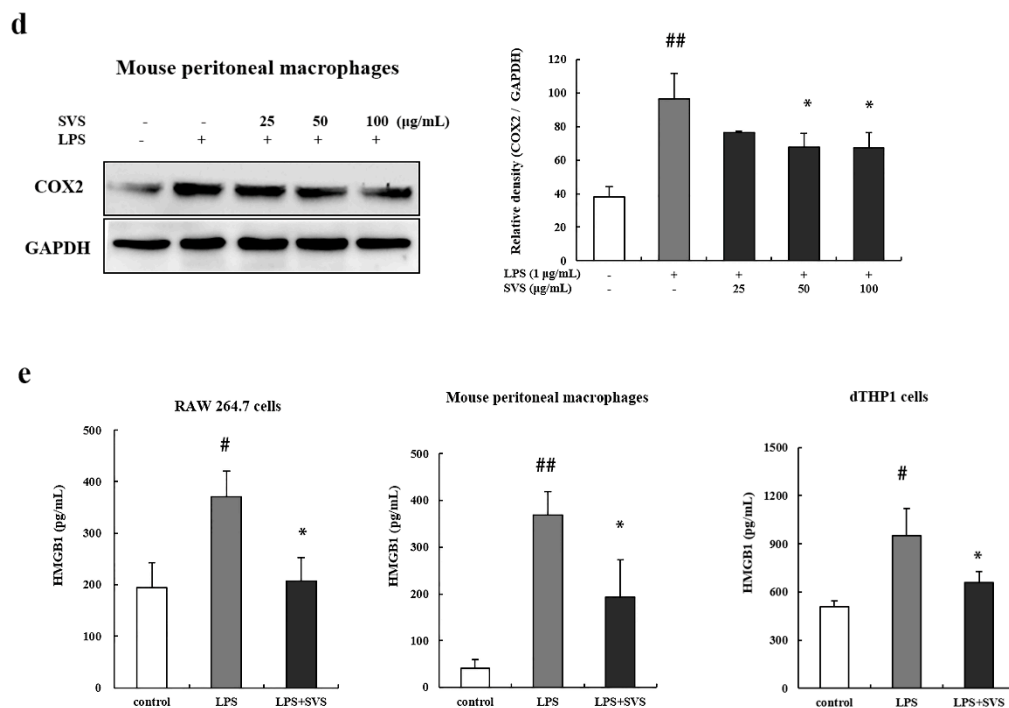 d
Mouse peritoneal macrophages
SVS - - 25 50 100 (μg/mL)
LPS - + + + +
COX2
GAPDH
##
* *
Relative density (COX2 / GAPDH)
120
100
80
60
40
20
0
LPS (1 μg/mL) - + + + +
SVS (μg/mL) - - 25 50 100
e
RAW 264.7 cells
HMGB1 (pg/mL)
500
400
300
200
100
0
#
*
control LPS LPS+SVS
Mouse peritoneal macrophages
HMGB1 (pg/mL)
500
400
300
200
100
0
##
*
control LPS LPS+SVS
dTHP1 cells
HMGB1 (pg/mL)
1500
1200
900
600
300
0
#
*
control LPS LPS+SVS